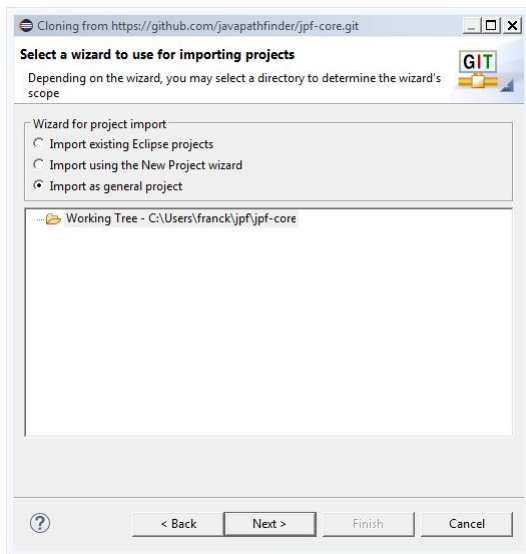 Cloning from https://github.com/javapathfinder/jpf-core.git
Select a wizard to use for importing projects
Depending on the wizard, you may select a directory to determine the wizard's
scope
GIT
Wizard for project import
Import existing Eclipse projects
Import using the New Project wizard
Import as general project
Working Tree - C:\Users\franck\jpf\jpf-core
?
< Back
Next >
Finish
Cancel